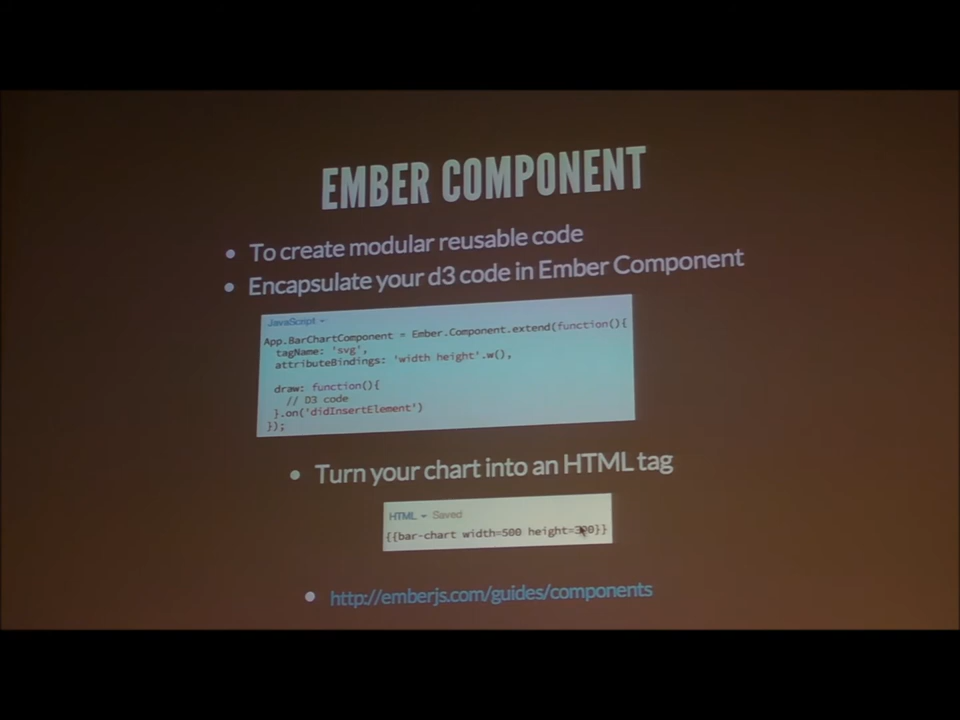 EMBER COMPONENT
• To create modular reusable code
• Encapsulate your d3 code in Ember Component
JavaScript
App.BarChartComponent = Ember.Component.extend(function(){
tagName: 'svg',
attributeBindings: 'width height'.w(),
draw: function(){
// D3 code
}.on('didInsertElement')
});
• Turn your chart into an HTML tag
HTML Saved
{{bar-chart width=500 height=300}}
• http://emberjs.com/guides/components